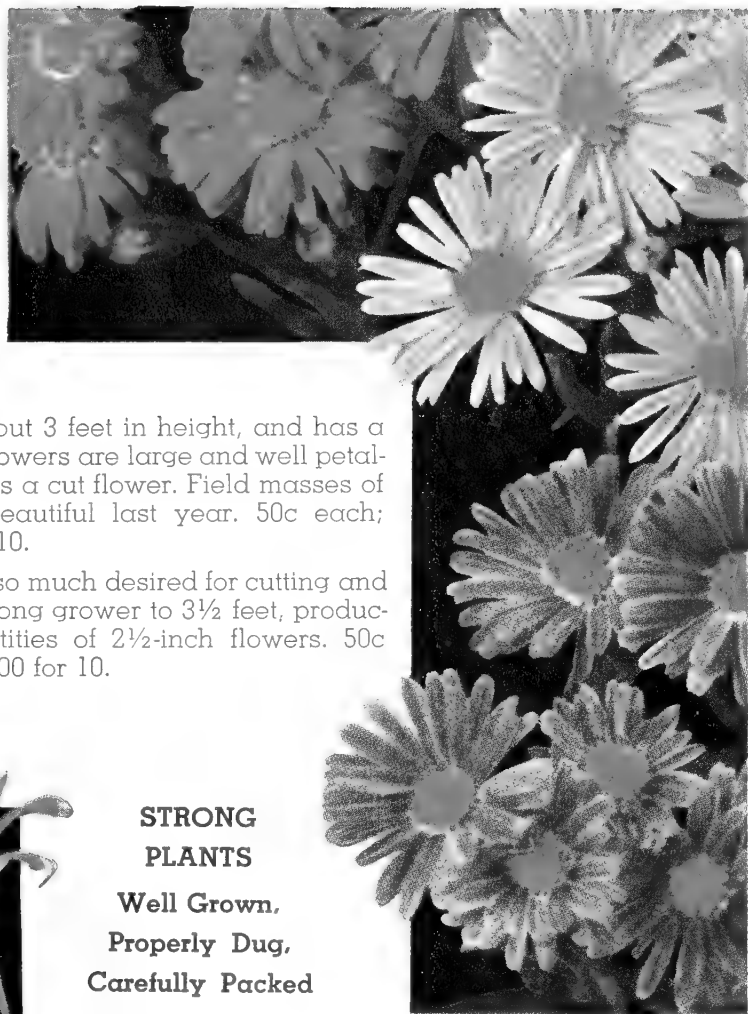 out 3 feet in height, and has a
owers are large and well petal-
s a cut flower. Field masses of
eautiful last year. 50c each;
10.
so much desired for cutting and
ong grower to 3½ feet, produc-
tities of 2½-inch flowers. 50c
00 for 10.
STRONG
PLANTS
Well Grown,
Properly Dug,
Carefully Packed